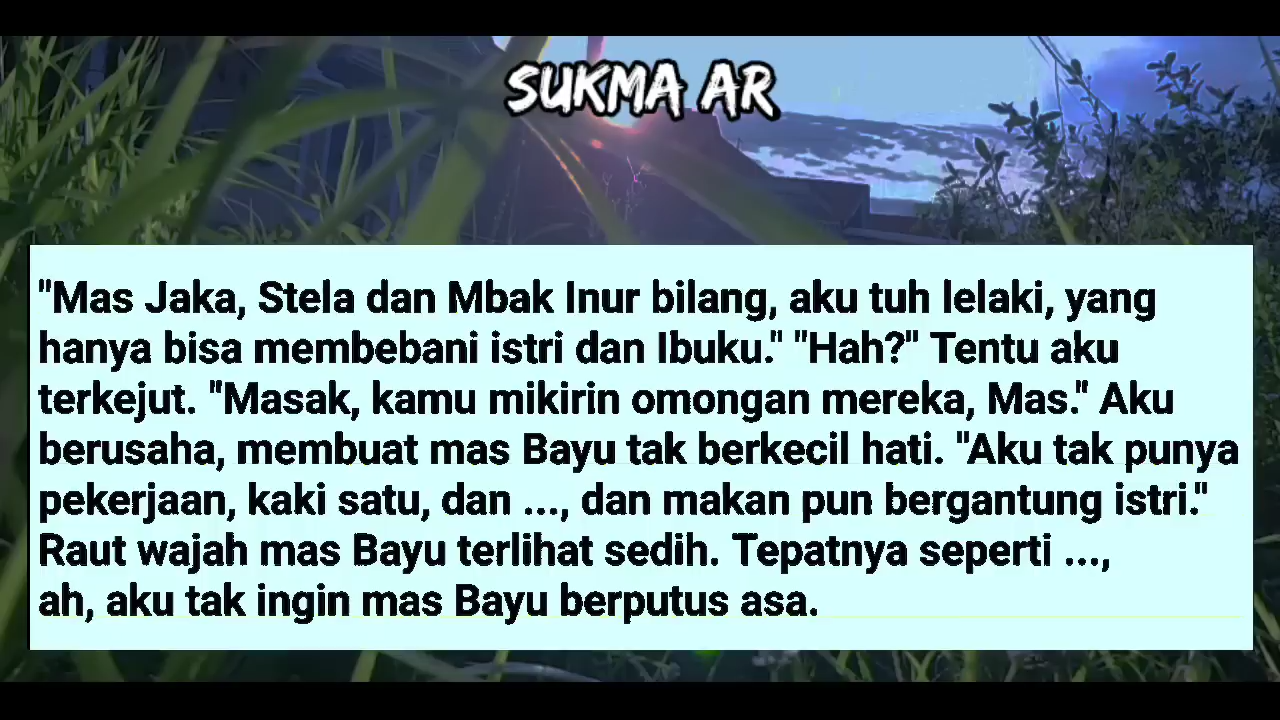 SUKMA AR
"Mas Jaka, Stela dan Mbak Inur bilang, aku tuh lelaki, yang
hanya bisa membebani istri dan Ibuku." "Hah?" Tentu aku
terkejut. "Masak, kamu mikirin omongan mereka, Mas." Aku
berusaha, membuat mas Bayu tak berkecil hati. "Aku tak punya
pekerjaan, kaki satu, dan ..., dan makan pun bergantung istri."
Raut wajah mas Bayu terlihat sedih. Tepatnya seperti ...,
ah, aku tak ingin mas Bayu berputus asa.